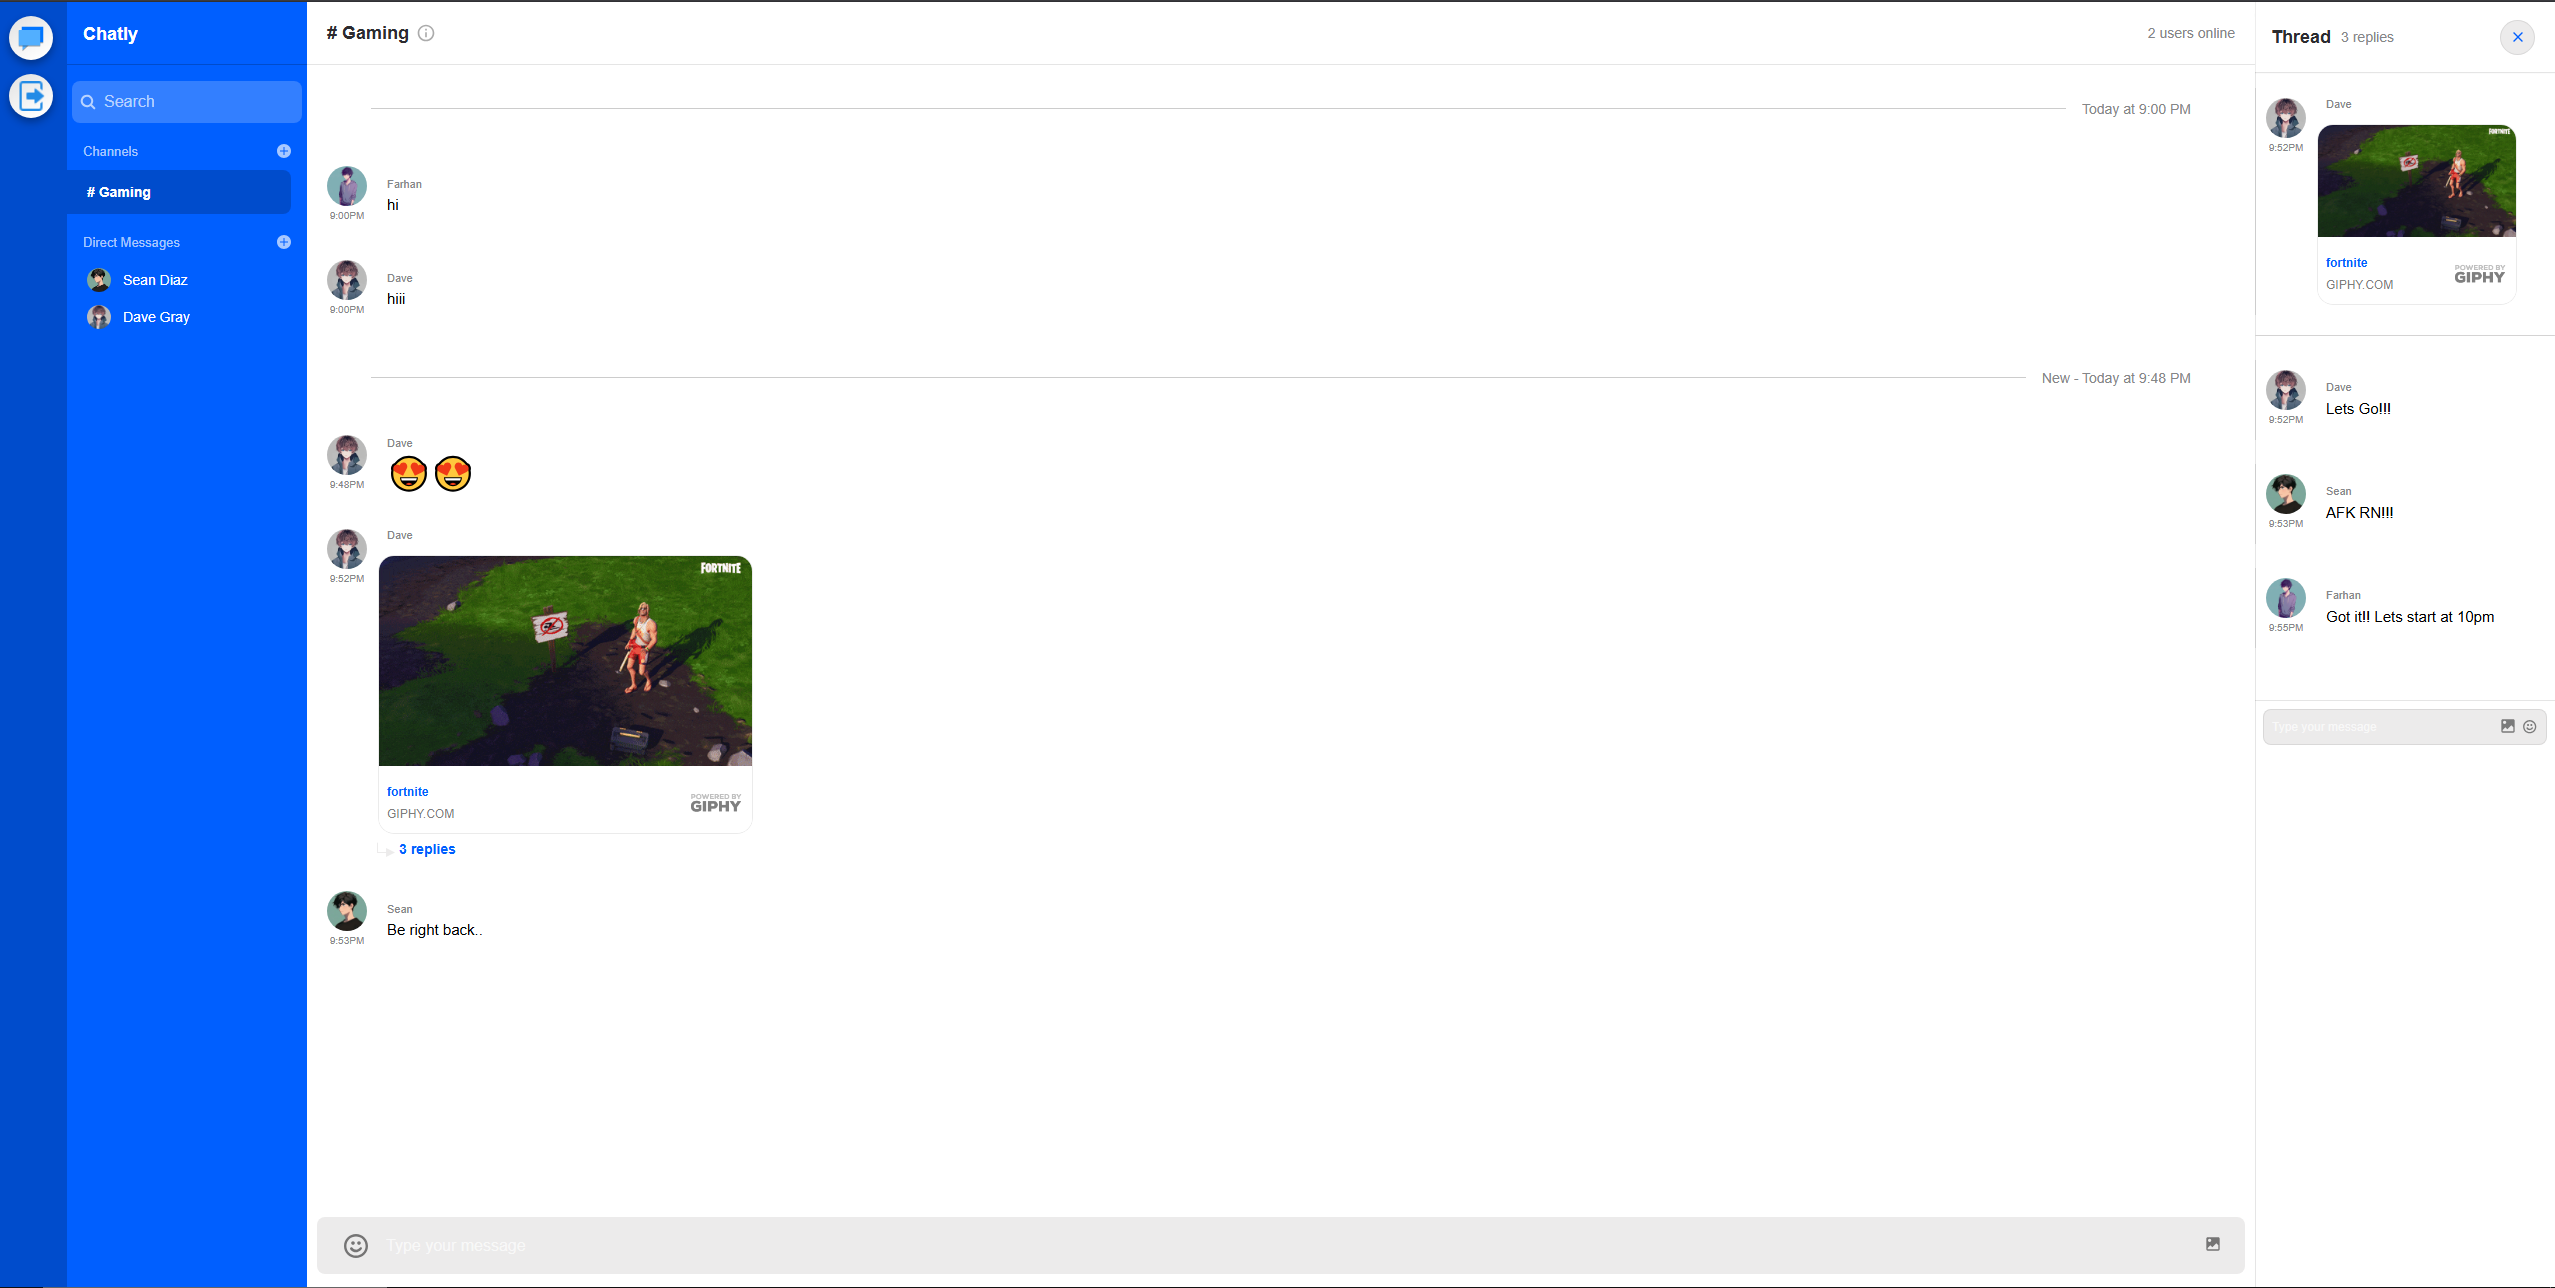 Chatly
Search
Channels
# Gaming
Direct Messages
Sean Diaz
Dave Gray
# Gaming
2 users online
Today at 9:00 PM
Farhan
hi
9:00PM
Dave
hiii
9:00PM
New - Today at 9:48 PM
Dave
9:48PM
Dave
9:52PM
FORTNITE
fortnite
GIPHY.COM
POWERED BY
GIPHY
3 replies
Sean
Be right back..
9:53PM
Type your message
Thread 3 replies
Dave
9:52PM
FORTNITE
fortnite
GIPHY.COM
POWERED BY
GIPHY
Dave
Lets Go!!!
9:52PM
Sean
AFK RN!!!
9:53PM
Farhan
Got it!! Lets start at 10pm
9:55PM
Type your message